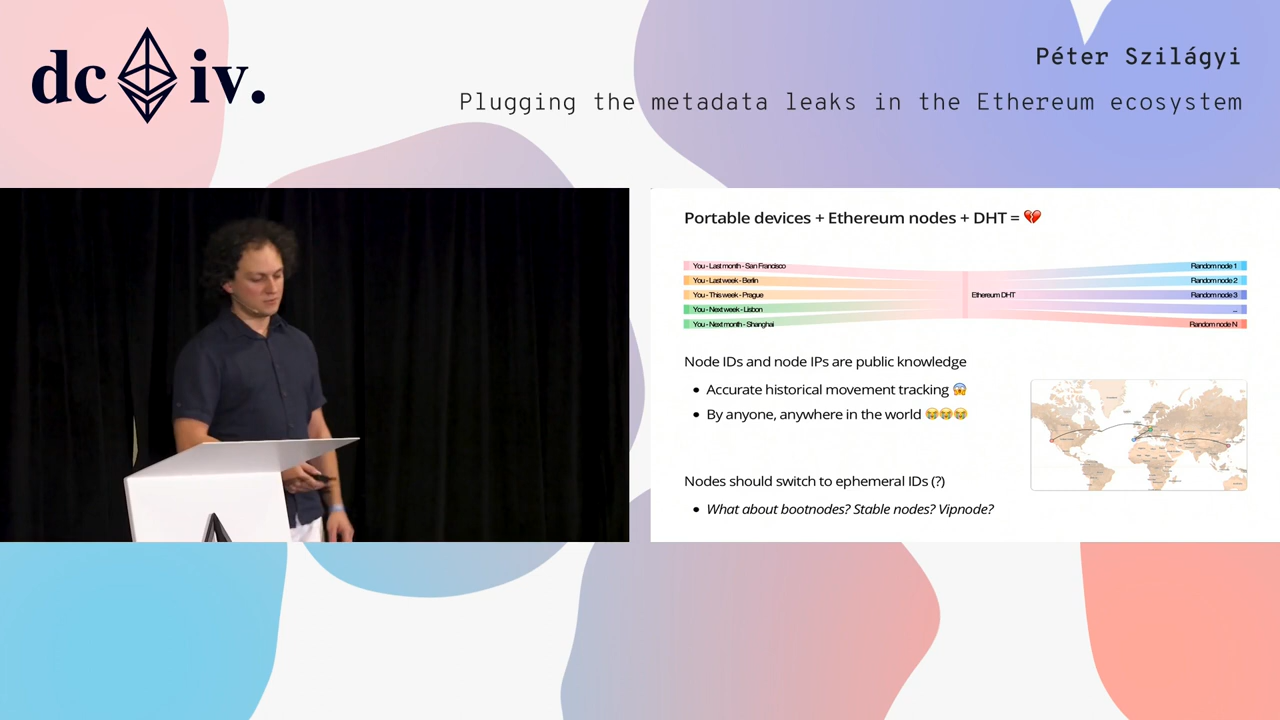 dc iv.
Péter Szilágyi
Plugging the metadata leaks in the Ethereum ecosystem
Portable devices + Ethereum nodes + DHT = 💔
You - Last month - San Francisco
You - Last week - Berlin
You - This week - Prague
You - Next week - Lisbon
You - Next month - Shanghai
Ethereum DHT
Random node 1
Random node 2
Random node 3
...
Random node N
Node IDs and node IPs are public knowledge
• Accurate historical movement tracking 😱
• By anyone, anywhere in the world 😭😭😭
Nodes should switch to ephemeral IDs (?)
• What about bootnodes? Stable nodes? Vipnode?